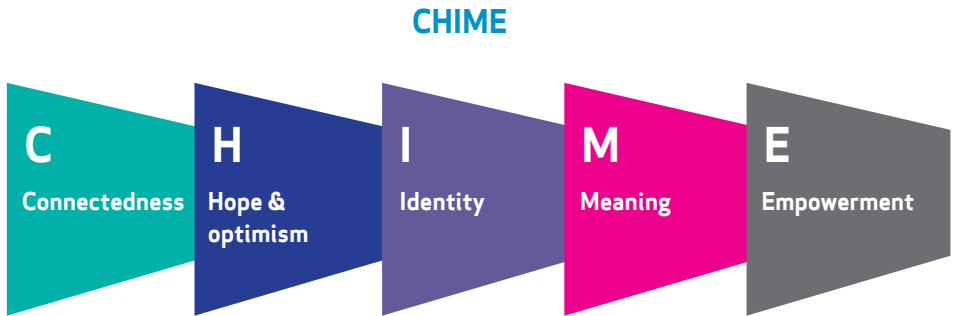 CHIME
C
Connectedness
H
Hope &
optimism
I
Identity
M
Meaning
E
Empowerment